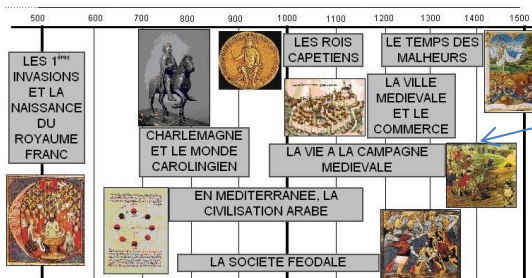 500 600 700 800 900 1000 1100 1200 1300 1400 1500
LES 1ères
INVASIONS
ET LA
NAISSANCE
DU
ROYAUME
FRANC
CHARLEMAGNE
ET LE MONDE
CAROLINGIEN
LES ROIS
CAPETIENS
LE TEMPS DES
MALHEURS
LA VILLE
MEDIEVALE
ET LE
COMMERCE
LA VIE A LA CAMPAGNE
MEDIEVALE
EN MEDITERRANEE, LA
CIVILISATION ARABE
LA SOCIETE FEODALE